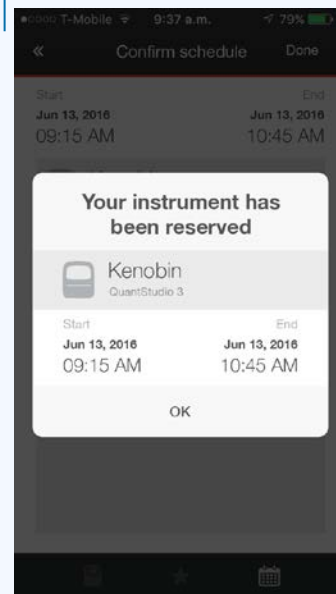 T-Mobile 9:37 a.m. 79%
Confirm schedule Done
Start End
Jun 13, 2016 Jun 13, 2016
09:15 AM 10:45 AM
Your instrument has
been reserved
Kenobin
QuantStudio 3
Start End
Jun 13, 2016 Jun 13, 2016
09:15 AM 10:45 AM
OK